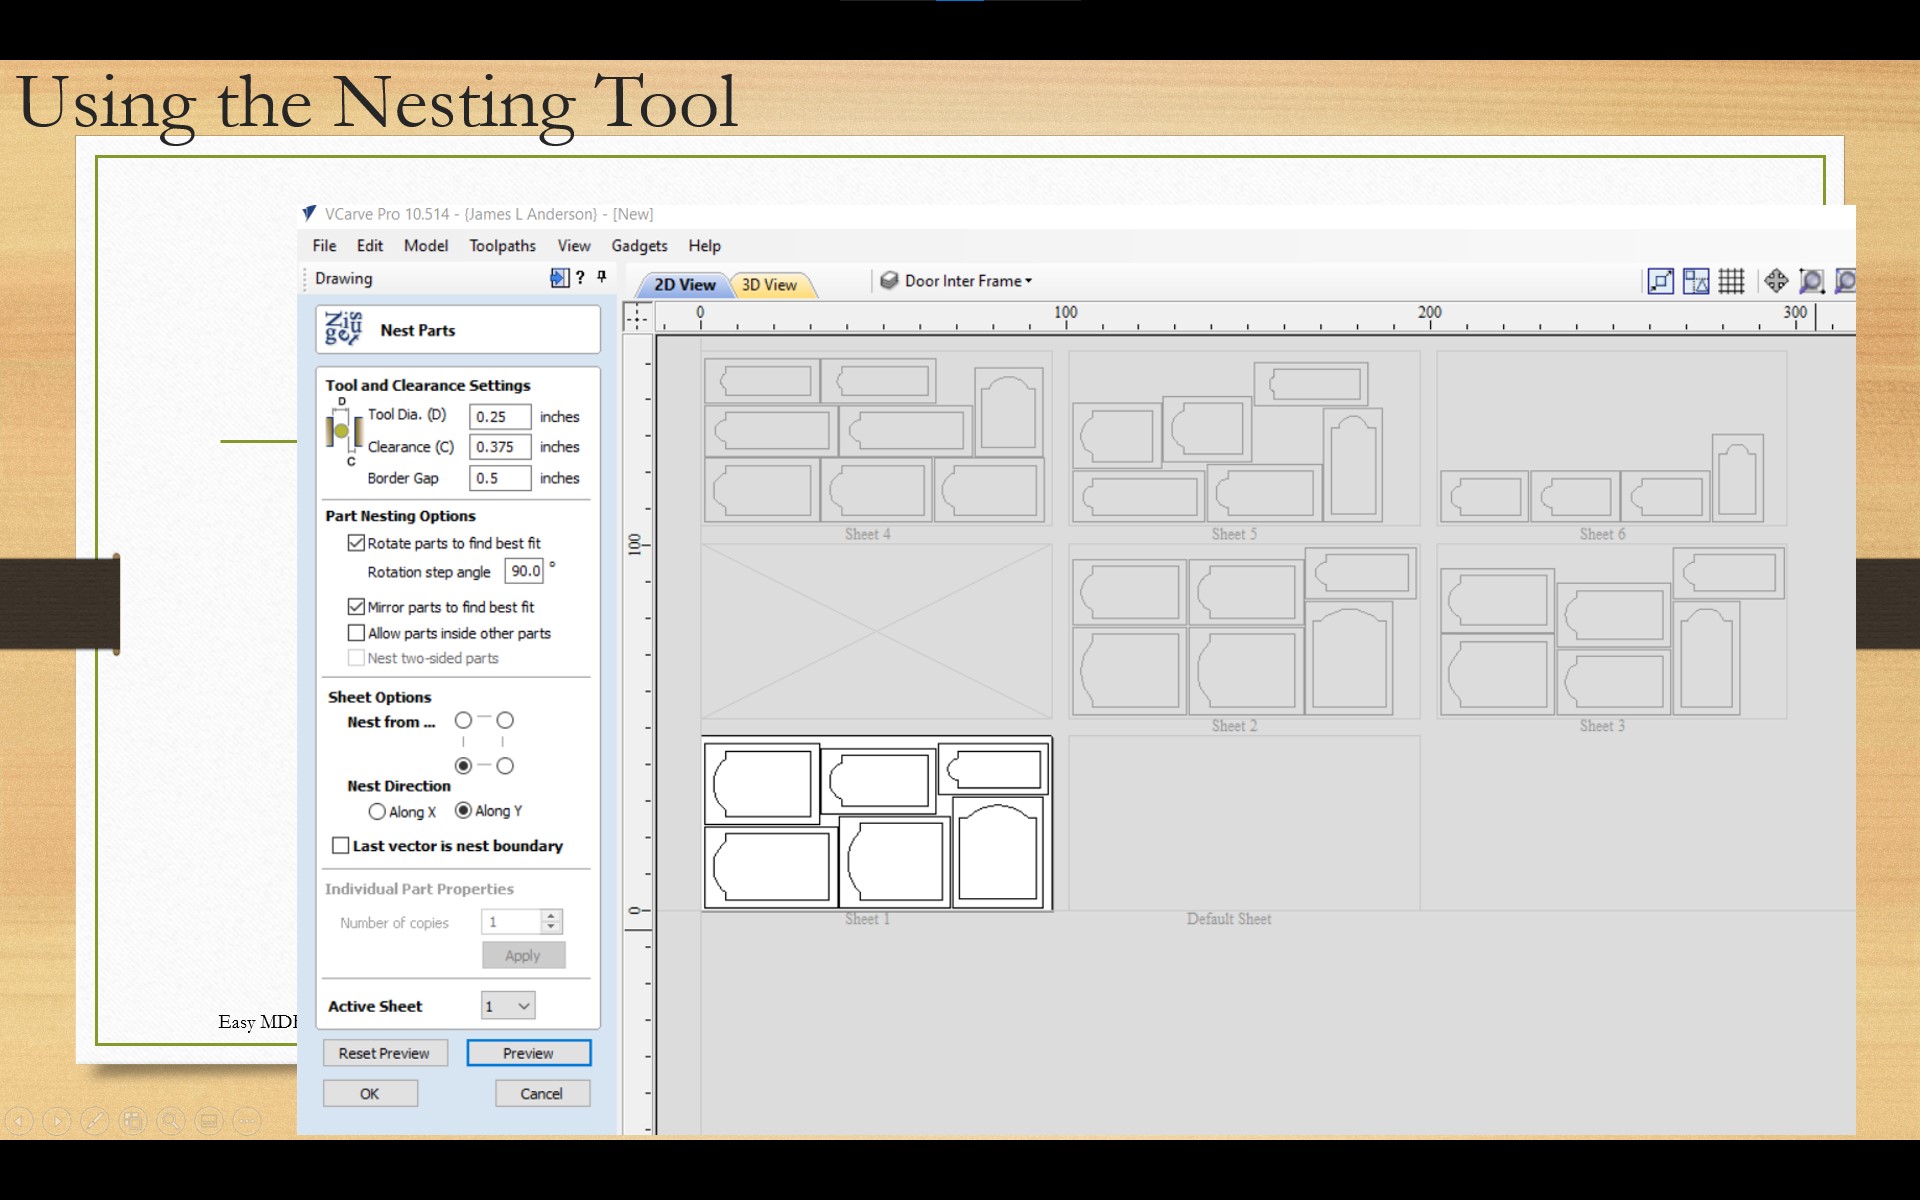 Using the Nesting Tool
VCarve Pro 10.514 - {James L Anderson} - [New]
File Edit Model Toolpaths View Gadgets Help
Drawing ?
2D View 3D View Door Inter Frame
Nest Parts
0 100 200 300
Tool and Clearance Settings
D
Tool Dia. (D) 0.25 inches
Clearance (C) 0.375 inches
C
Border Gap 0.5 inches
Part Nesting Options
Rotate parts to find best fit
Rotation step angle 90.0 °
Mirror parts to find best fit
Allow parts inside other parts
Nest two-sided parts
Sheet Options
Nest from ...
Nest Direction
Along X Along Y
Last vector is nest boundary
Individual Part Properties
Number of copies 1
Apply
Active Sheet 1
Reset Preview Preview
OK Cancel
100
0
Sheet 4 Sheet 5 Sheet 6
Sheet 2 Sheet 3
Sheet 1 Default Sheet
Easy